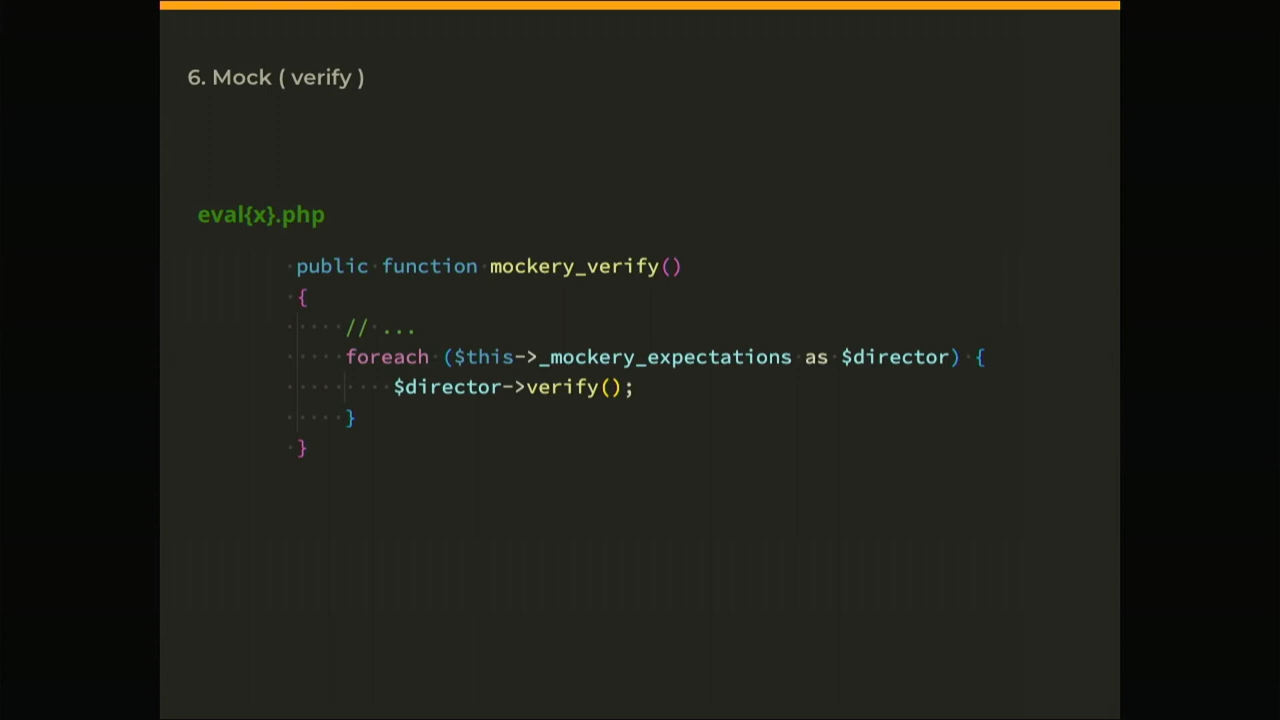 6. Mock ( verify )
eval{x}.php
public function mockery_verify()
{
// ...
foreach ($this->_mockery_expectations as $director) {
$director->verify();
}
}